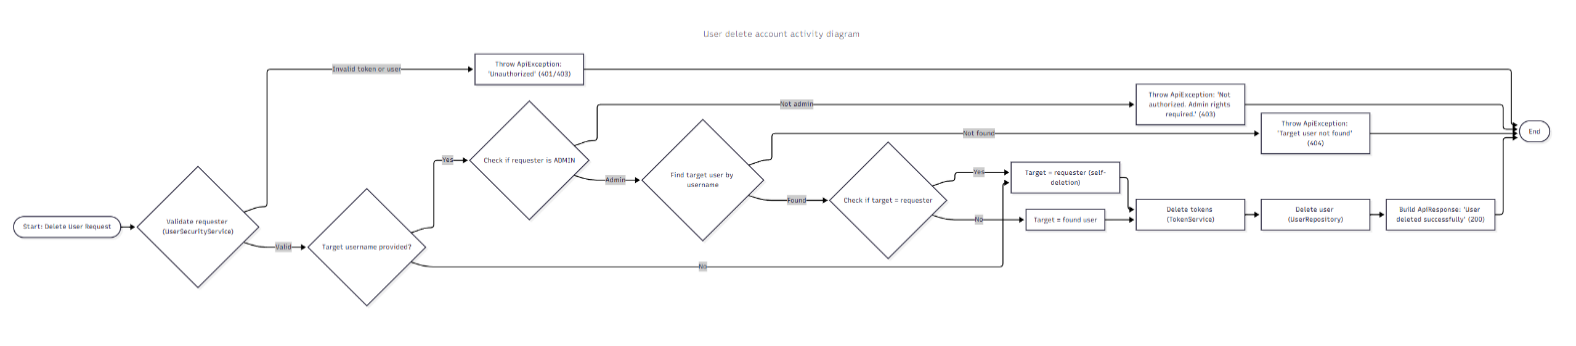 User delete account activity diagram
Invalid token or user
Throw ApiException:
'Unauthorized' (401/403)
Not admin
Throw ApiException: 'Not
authorized. Admin rights
required.' (403)
Not found
Throw ApiException:
'Target user not found'
(404)
End
Yes
Check if requester is ADMIN
Admin
Find target user by
username
Found
Check if target = requester
Yes
Target = requester (self-
deletion)
No
Target = found user
Delete tokens
(TokenService)
Delete user
(UserRepository)
Build ApiResponse: 'User
deleted successfully' (200)
Start: Delete User Request
Validate requester
(UserSecurityService)
Valid
Target username provided?
No